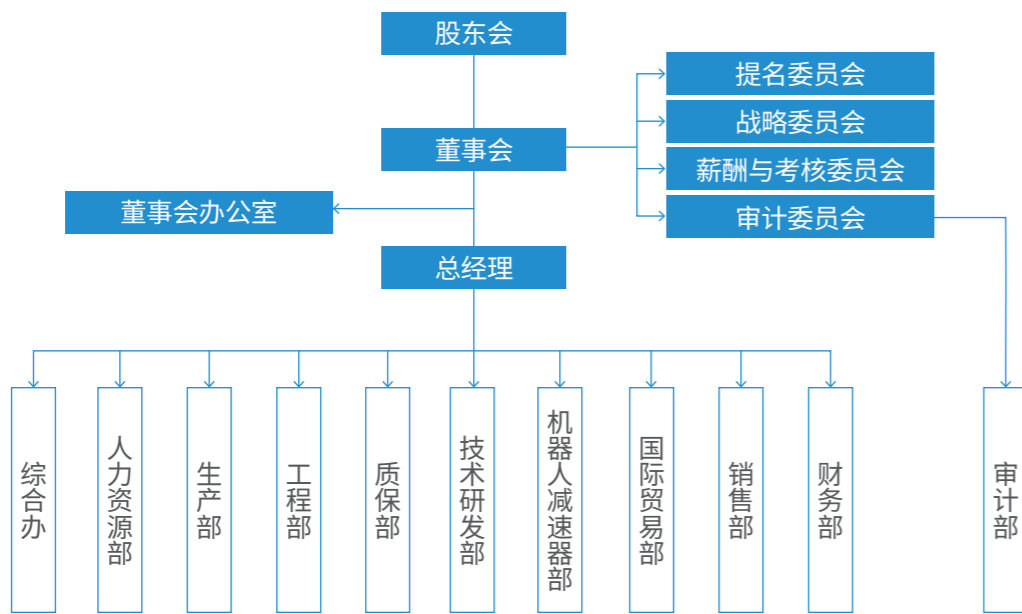 股东会
提名委员会
战略委员会
董事会
薪酬与考核委员会
董事会办公室
审计委员会
总经理
综合办
人力资源部
生产部
工程部
质保部
技术研发部
机器人减速器部
国际贸易部
销售部
财务部
审计部